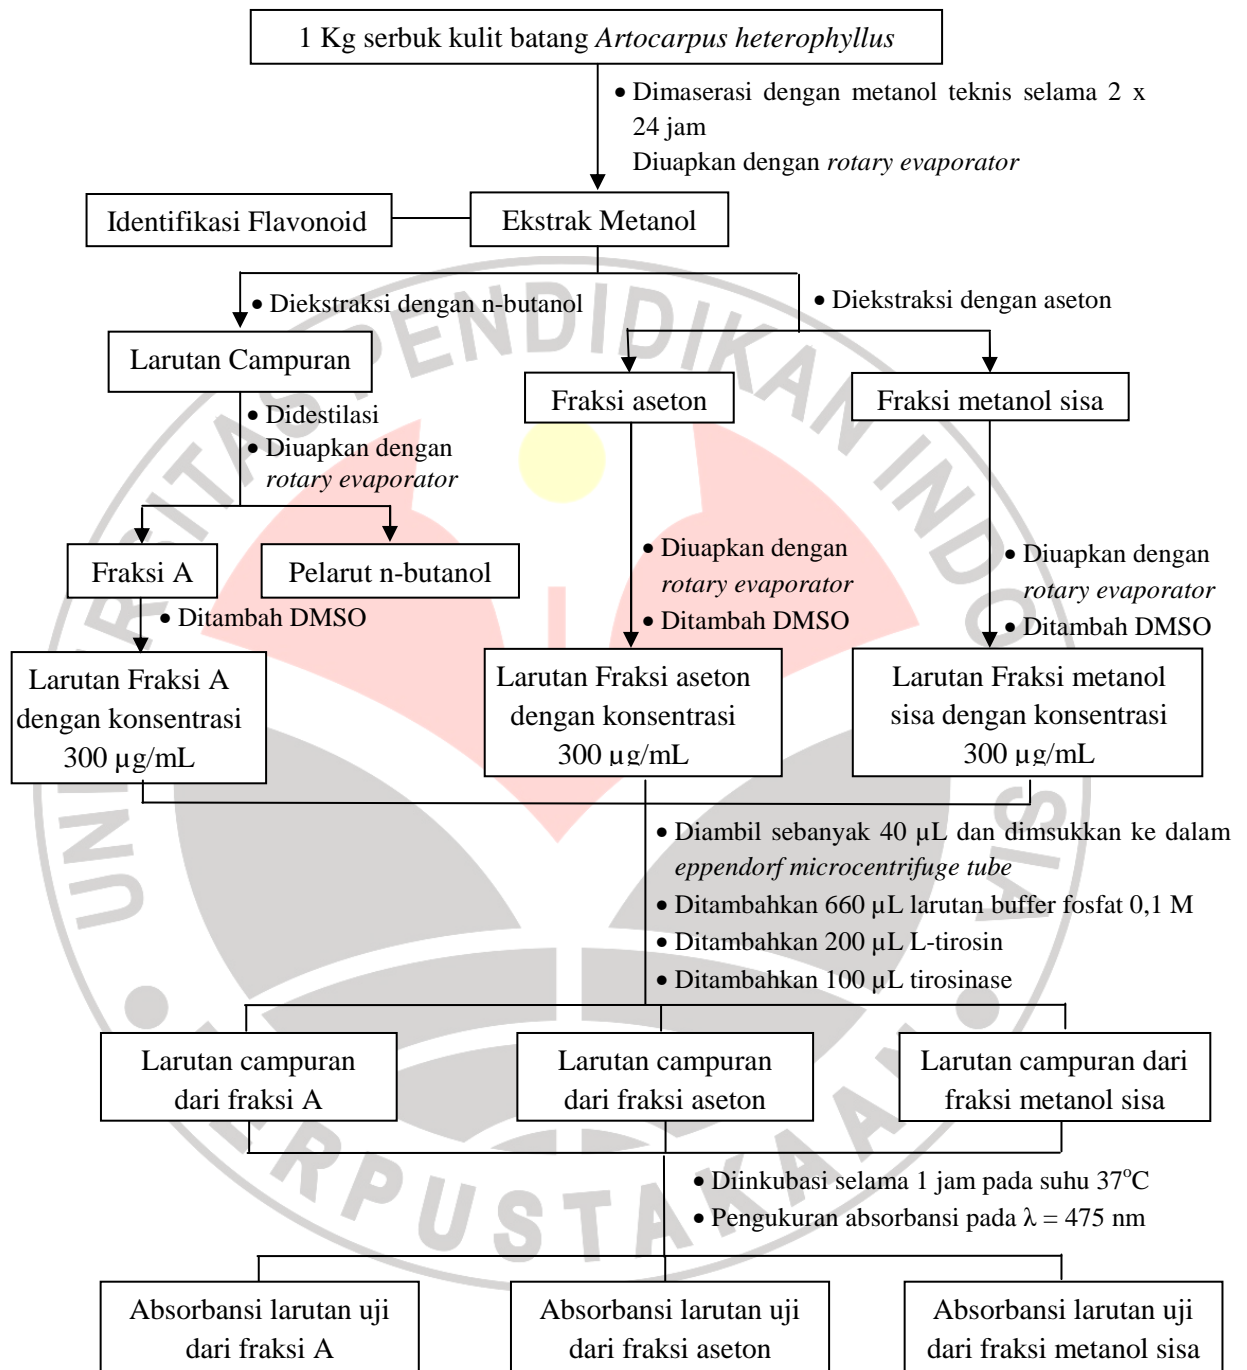 1 Kg serbuk kulit batang Artocarpus heterophyllus
• Dimaserasi dengan metanol teknis selama 2 x
24 jam
Diuapkan dengan rotary evaporator
Identifikasi Flavonoid
Ekstrak Metanol
• Diekstraksi dengan n-butanol
• Diekstraksi dengan aseton
Larutan Campuran
Fraksi aseton
Fraksi metanol sisa
• Didestilasi
• Diuapkan dengan
rotary evaporator
Fraksi A
Pelarut n-butanol
• Diuapkan dengan
rotary evaporator
• Ditambah DMSO
• Diuapkan dengan
rotary evaporator
• Ditambah DMSO
• Ditambah DMSO
Larutan Fraksi A
dengan konsentrasi
300 µg/mL
Larutan Fraksi aseton
dengan konsentrasi
300 µg/mL
Larutan Fraksi metanol
sisa dengan konsentrasi
300 µg/mL
• Diambil sebanyak 40 µL dan dimsukkan ke dalam
eppendorf microcentrifuge tube
• Ditambahkan 660 µL larutan buffer fosfat 0,1 M
• Ditambahkan 200 µL L-tirosin
• Ditambahkan 100 µL tirosinase
Larutan campuran
dari fraksi A
Larutan campuran
dari fraksi aseton
Larutan campuran dari
fraksi metanol sisa
• Diinkubasi selama 1 jam pada suhu 37°C
• Pengukuran absorbansi pada λ = 475 nm
Absorbansi larutan uji
dari fraksi A
Absorbansi larutan uji
dari fraksi aseton
Absorbansi larutan uji
dari fraksi metanol sisa
UNIVERSITAS PENDIDIKAN INDONESIA
PERPUSTAKAAN